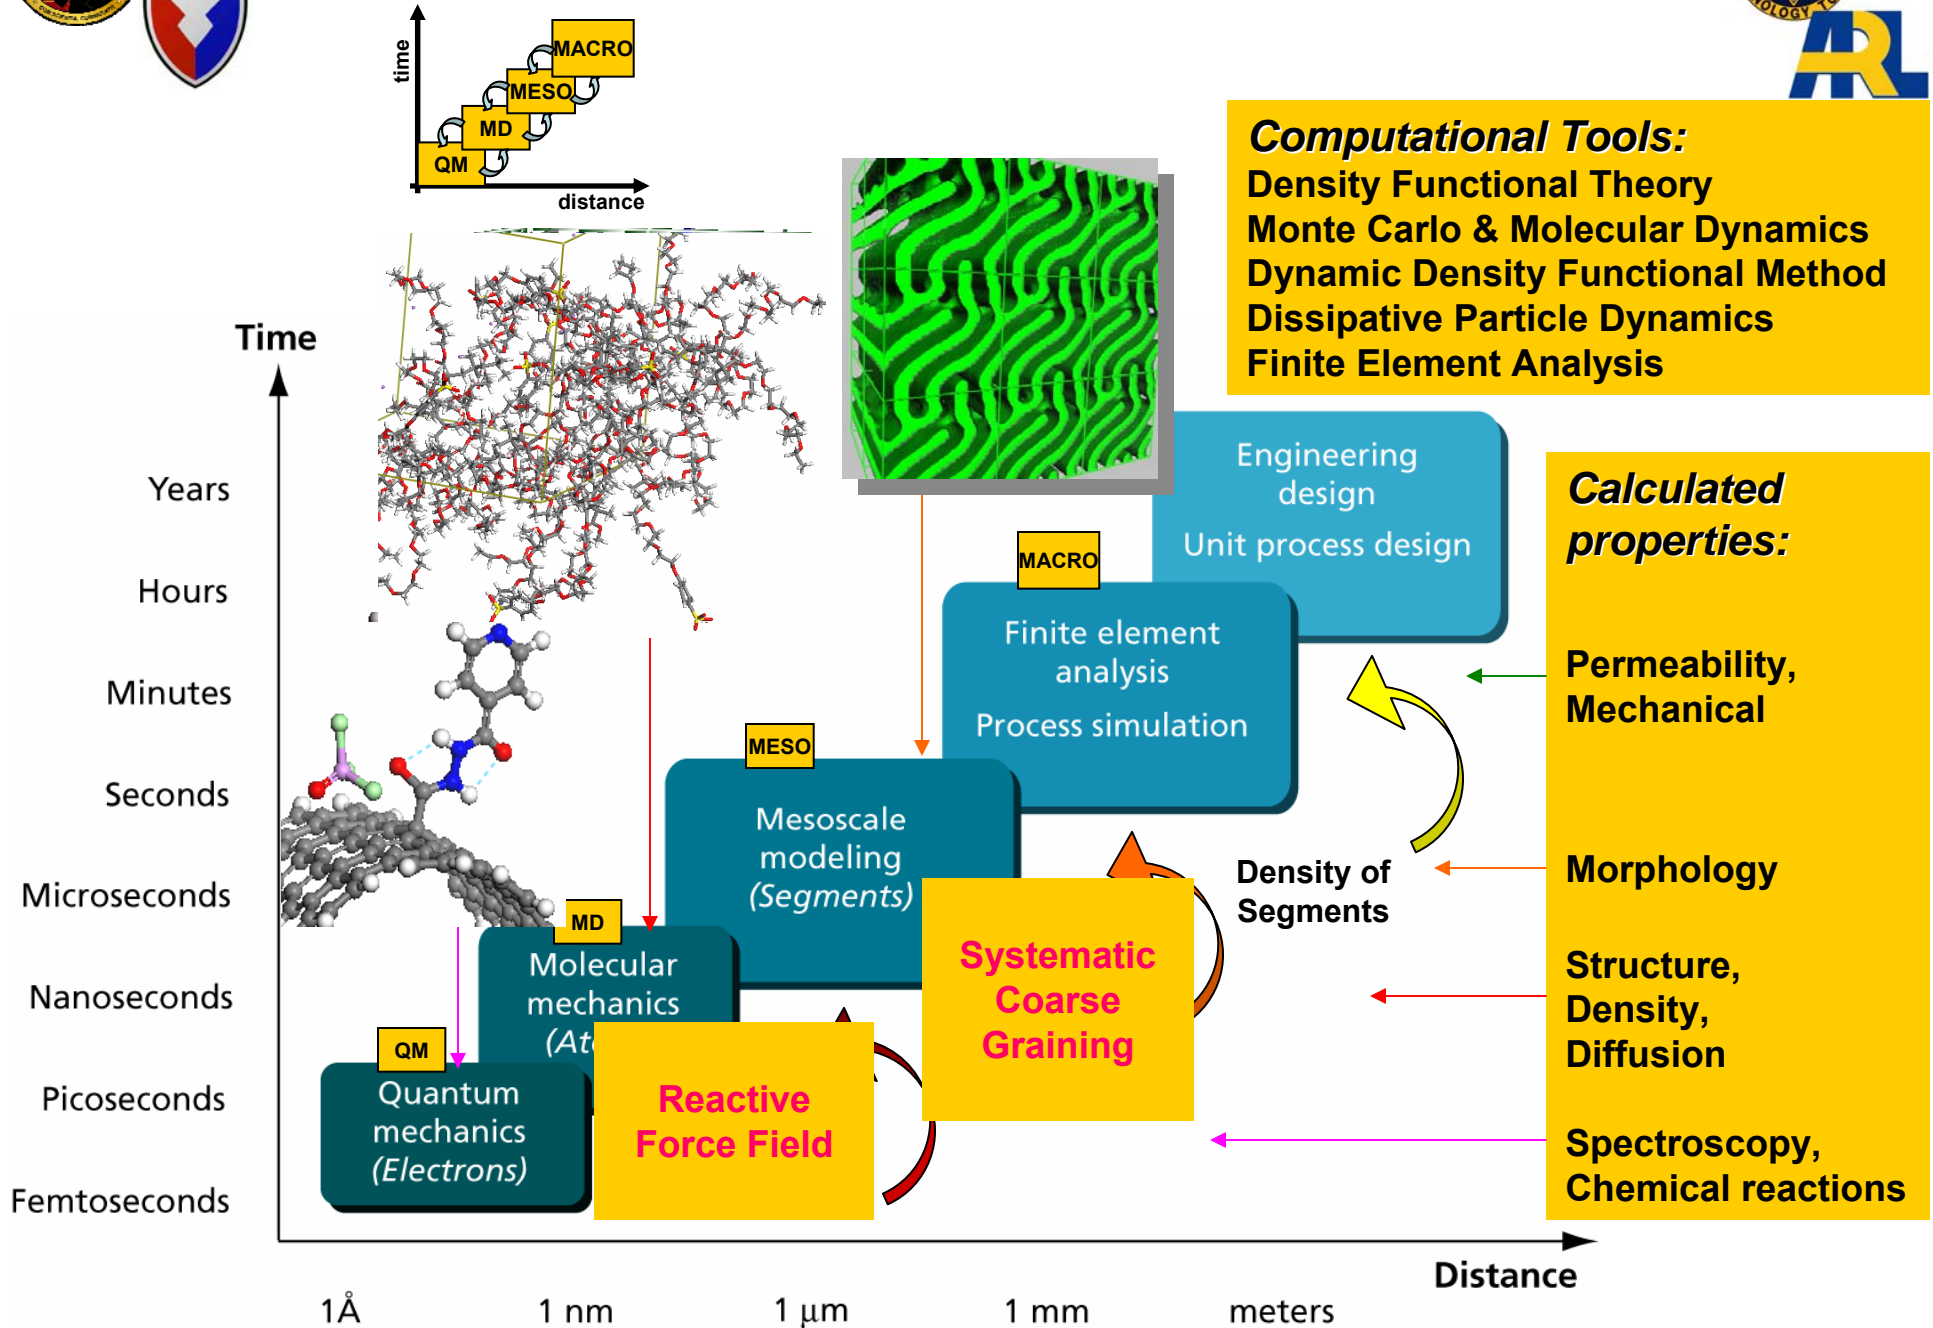 NOLOGY TO
ARL
time
MACRO
MESO
MD
QM
distance
Computational Tools:
Density Functional Theory
Monte Carlo & Molecular Dynamics
Dynamic Density Functional Method
Dissipative Particle Dynamics
Finite Element Analysis
Time
Years
Hours
Minutes
Seconds
Microseconds
Nanoseconds
Picoseconds
Femtoseconds
Engineering
design
Unit process design
MACRO
Finite element
analysis
Process simulation
MESO
Mesoscale
modeling
(Segments)
MD
Molecular
mechanics
(At
QM
Quantum
mechanics
(Electrons)
Reactive
Force Field
Systematic
Coarse
Graining
Density of
Segments
Calculated
properties:
Permeability,
Mechanical
Morphology
Structure,
Density,
Diffusion
Spectroscopy,
Chemical reactions
Distance
1Å
1 nm
1 μm
1 mm
meters